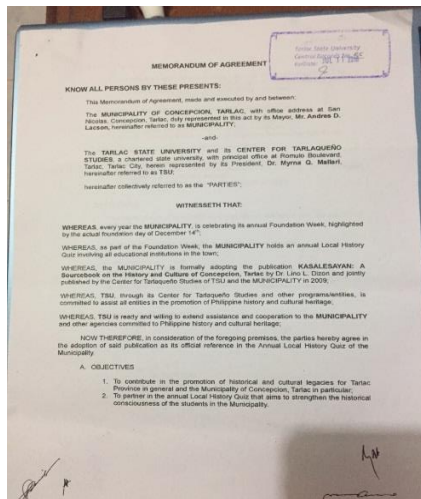 Tarlac State University
MEMORANDUM OF AGREEMENT
KNOW ALL PERSONS BY THESE PRESENTS:
This Memorandum of Agreement, made and executed by and between:
The MUNICIPALITY OF CONCEPCION, TARLAC, with office address at San
Nicolas, Concepcion, Tarlac, duly represented in this act by its Mayor, Mr. Andres D.
Lacson, hereinafter referred to as MUNICIPALITY;
-and-
The TARLAC STATE UNIVERSITY and its CENTER FOR TARLAQUEÑO
STUDIES, a chartered state university, with principal office at Romulo Boulevard,
Tarlac, Tarlac City, herein represented by its President, Dr. Myrna Q. Mallari,
hereinafter referred to as TSU;
hereinafter collectively referred to as the "PARTIES";
WITNESSETH THAT:
WHEREAS, every year the MUNICIPALITY, is celebrating its annual Foundation Week, highlighted
by the actual foundation day of December 14th;
WHEREAS, as part of the Foundation Week, the MUNICIPALITY holds an annual Local History
Quiz involving all educational institutions in the town;
WHEREAS, the MUNICIPALITY is formally adopting the publication KASALESAYAN: A
Sourcebook on the History and Culture of Concepcion, Tarlac by Dr. Lino L. Dizon and jointly
published by the Center for Tarlaqueño Studies of TSU and the MUNICIPALITY in 2009;
WHEREAS, TSU, through its Center for Tarlaqueño Studies and other programs/entities, is
committed to assist all entities in the promotion of Philippine history and cultural heritage;
WHEREAS, TSU is ready and willing to extend assistance and cooperation to the MUNICIPALITY
and other agencies committed to Philippine history and cultural heritage;
NOW THEREFORE, in consideration of the foregoing premises, the parties hereby agree in
the adoption of said publication as its official reference in the Annual Local History Quiz of the
Municipality.
A. OBJECTIVES
1. To contribute in the promotion of historical and cultural legacies for Tarlac
Province in general and the Municipality of Concepcion, Tarlac in particular;
2. To partner in the annual Local History Quiz that aims to strengthen the historical
consciousness of the students in the Municipality.